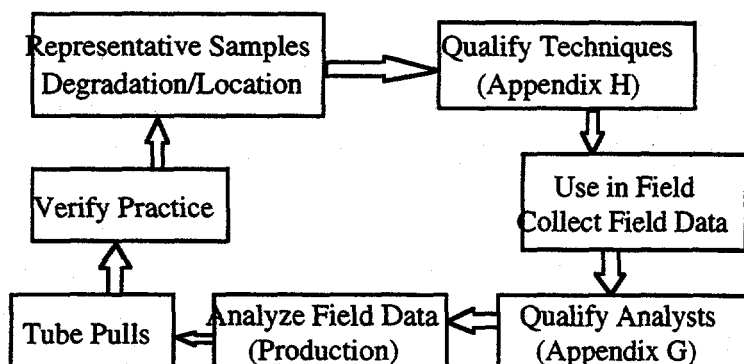 Representative Samples
Degradation/Location
Qualify Techniques
(Appendix H)
Use in Field
Collect Field Data
Qualify Analysts
(Appendix G)
Analyze Field Data
(Production)
Tube Pulls
Verify Practice